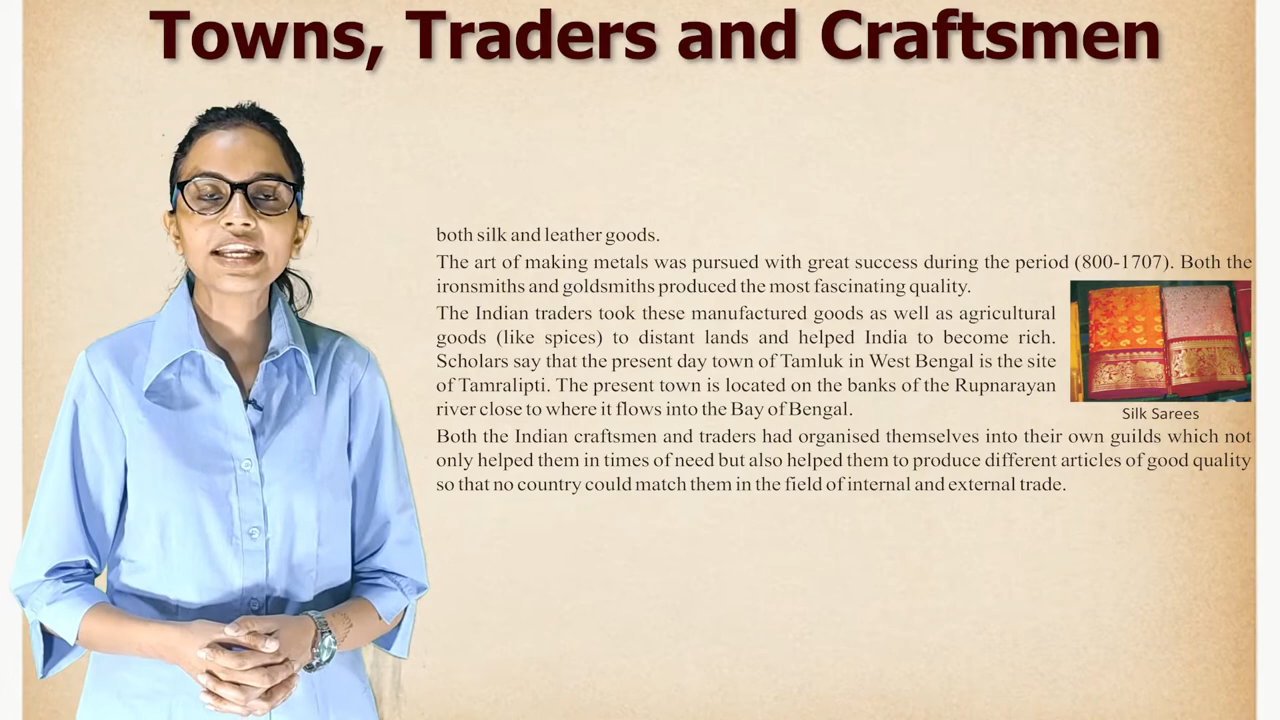 Towns, Traders and Craftsmen
both silk and leather goods.
The art of making metals was pursued with great success during the period (800-1707). Both the
ironsmiths and goldsmiths produced the most fascinating quality.
The Indian traders took these manufactured goods as well as agricultural
goods (like spices) to distant lands and helped India to become rich.
Scholars say that the present day town of Tamluk in West Bengal is the site
of Tamralipti. The present town is located on the banks of the Rupnarayan
river close to where it flows into the Bay of Bengal.
Silk Sarees
Both the Indian craftsmen and traders had organised themselves into their own guilds which not
only helped them in times of need but also helped them to produce different articles of good quality
so that no country could match them in the field of internal and external trade.